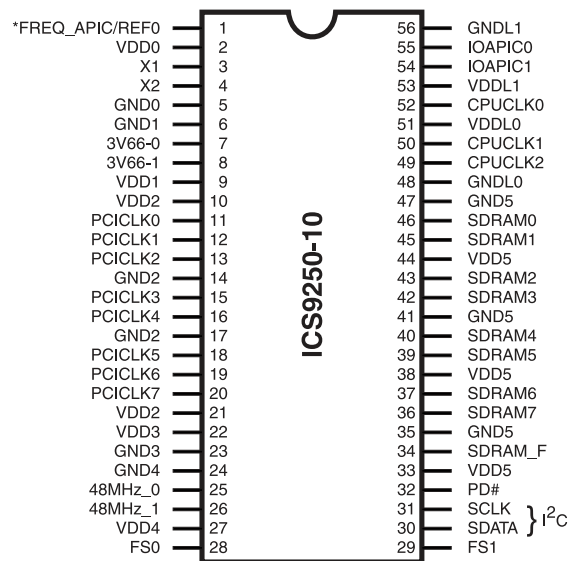 *FREQ_APIC/REF0 1 56 GNDL1
VDD0 2 55 IOAPIC0
X1 3 54 IOAPIC1
X2 4 53 VDDL1
GND0 5 52 CPUCLK0
GND1 6 51 VDDL0
3V66-0 7 50 CPUCLK1
3V66-1 8 49 CPUCLK2
VDD1 9 48 GNDL0
VDD2 10 47 GND5
PCICLK0 11 46 SDRAM0
PCICLK1 12 45 SDRAM1
PCICLK2 13 44 VDD5
GND2 14 43 SDRAM2
PCICLK3 15 42 SDRAM3
PCICLK4 16 41 GND5
GND2 17 40 SDRAM4
PCICLK5 18 39 SDRAM5
PCICLK6 19 38 VDD5
PCICLK7 20 37 SDRAM6
VDD2 21 36 SDRAM7
VDD3 22 35 GND5
GND3 23 34 SDRAM_F
GND4 24 33 VDD5
48MHz_0 25 32 PD#
48MHz_1 26 31 SCLK
VDD4 27 30 SDATA } I²C
FS0 28 29 FS1
ICS9250-10